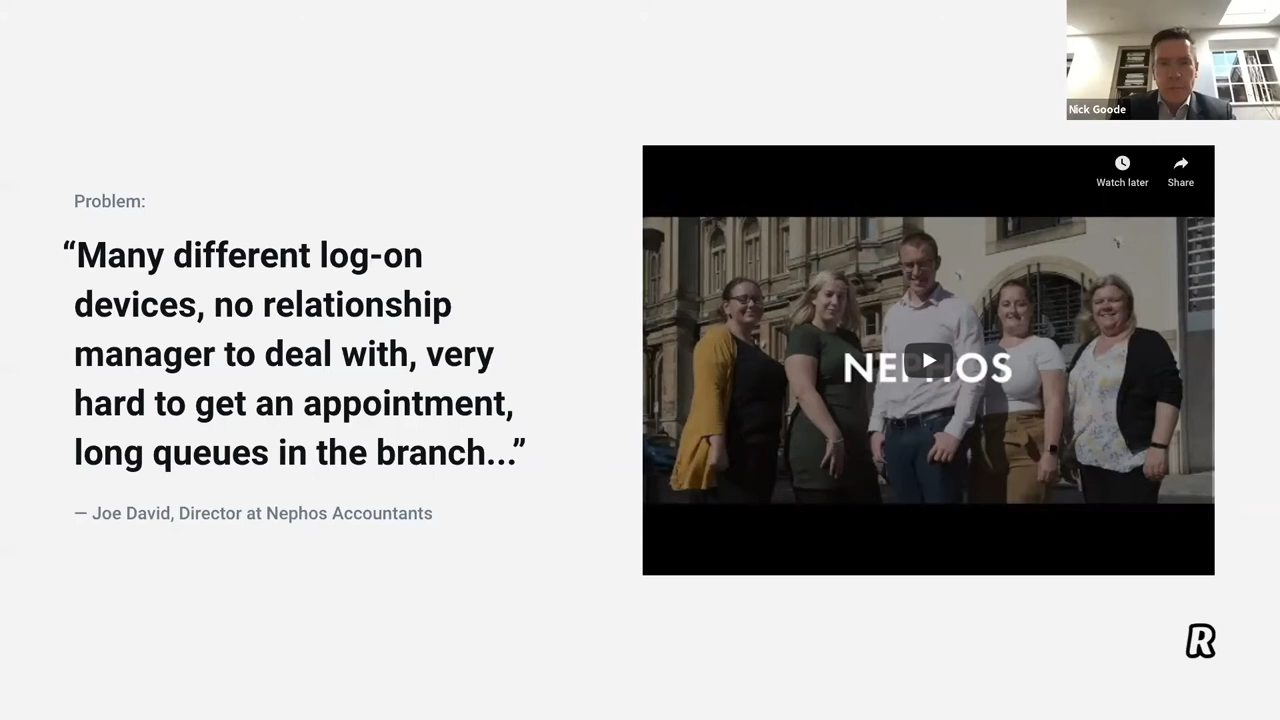 Nick Goode
Watch later
Share
Problem:
“Many different log-on
devices, no relationship
manager to deal with, very
hard to get an appointment,
long queues in the branch...”
— Joe David, Director at Nephos Accountants
NEPHOS
R